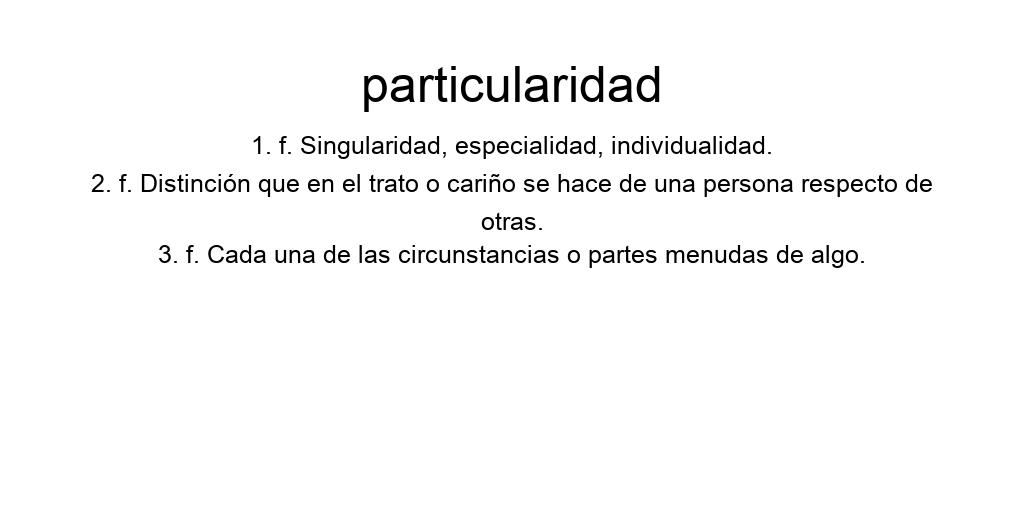 particularidad
1. f. Singularidad, especialidad, individualidad.
2. f. Distinción que en el trato o cariño se hace de una persona respecto de
otras.
3. f. Cada una de las circunstancias o partes menudas de algo.